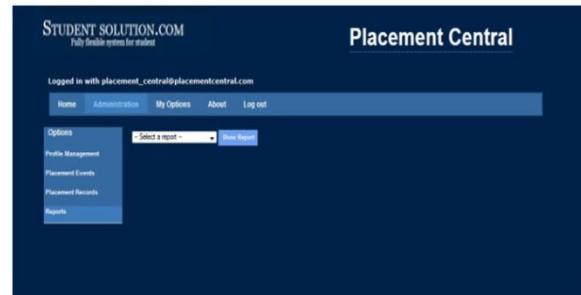 STUDENT SOLUTION.COM
Fully flexible system for student
Placement Central
Logged in with placement_central@placementcentral.com
Home Administration My Options About Log out
Options
-- Select a report -- Show Report
Profile Management
Placement Events
Placement Records
Reports